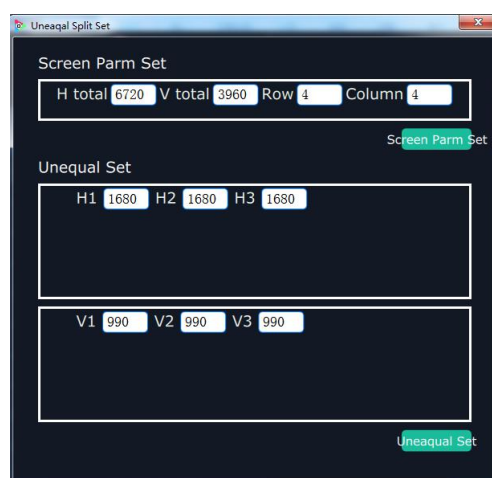 Uneaqal Split Set
x
Screen Parm Set
H total 6720 V total 3960 Row 4 Column 4
Screen Parm Set
Unequal Set
H1 1680 H2 1680 H3 1680
V1 990 V2 990 V3 990
Uneaqual Set